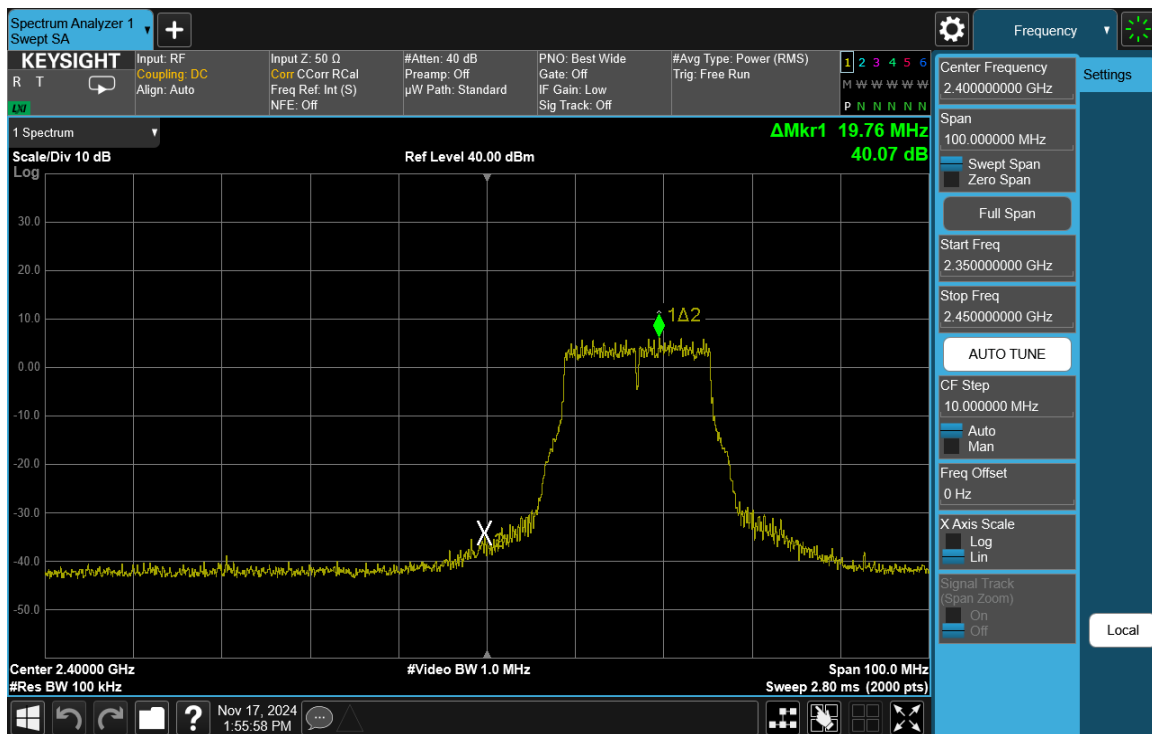 Spectrum Analyzer 1
Swept SA
Frequency
KEYSIGHT
R T
LXI
Input: RF
Coupling: DC
Align: Auto
Input Z: 50 Ω
Corr CCorr RCal
Freq Ref: Int (S)
NFE: Off
#Atten: 40 dB
Preamp: Off
µW Path: Standard
PNO: Best Wide
Gate: Off
IF Gain: Low
Sig Track: Off
#Avg Type: Power (RMS)
Trig: Free Run
1 2 3 4 5 6
M W W W W W
P N N N N N
1 Spectrum
Scale/Div 10 dB
Log
Ref Level 40.00 dBm
ΔMkr1 19.76 MHz
40.07 dB
30.0
20.0
10.0
0.00
-10.0
-20.0
-30.0
-40.0
-50.0
1Δ2
X2
Center 2.40000 GHz
#Res BW 100 kHz
#Video BW 1.0 MHz
Span 100.0 MHz
Sweep 2.80 ms (2000 pts)
Center Frequency
2.400000000 GHz
Span
100.000000 MHz
Swept Span
Zero Span
Full Span
Start Freq
2.350000000 GHz
Stop Freq
2.450000000 GHz
AUTO TUNE
CF Step
10.000000 MHz
Auto
Man
Freq Offset
0 Hz
X Axis Scale
Log
Lin
Signal Track
(Span Zoom)
On
Off
Settings
Local
?
Nov 17, 2024
1:55:58 PM